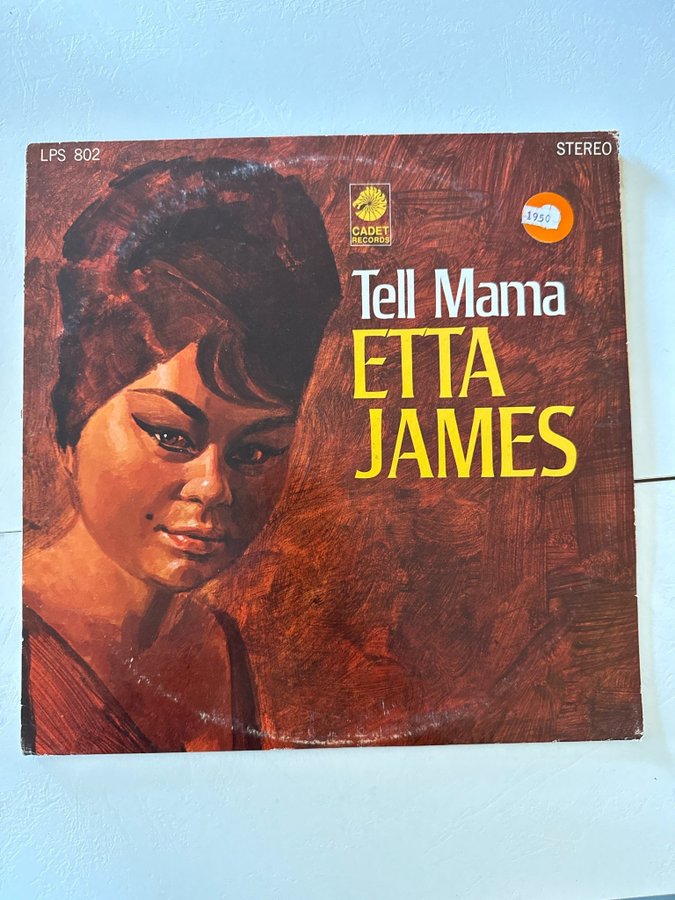 LPS 802
STEREO
CADET
RECORDS
1950
Tell Mama
ETTA
JAMES